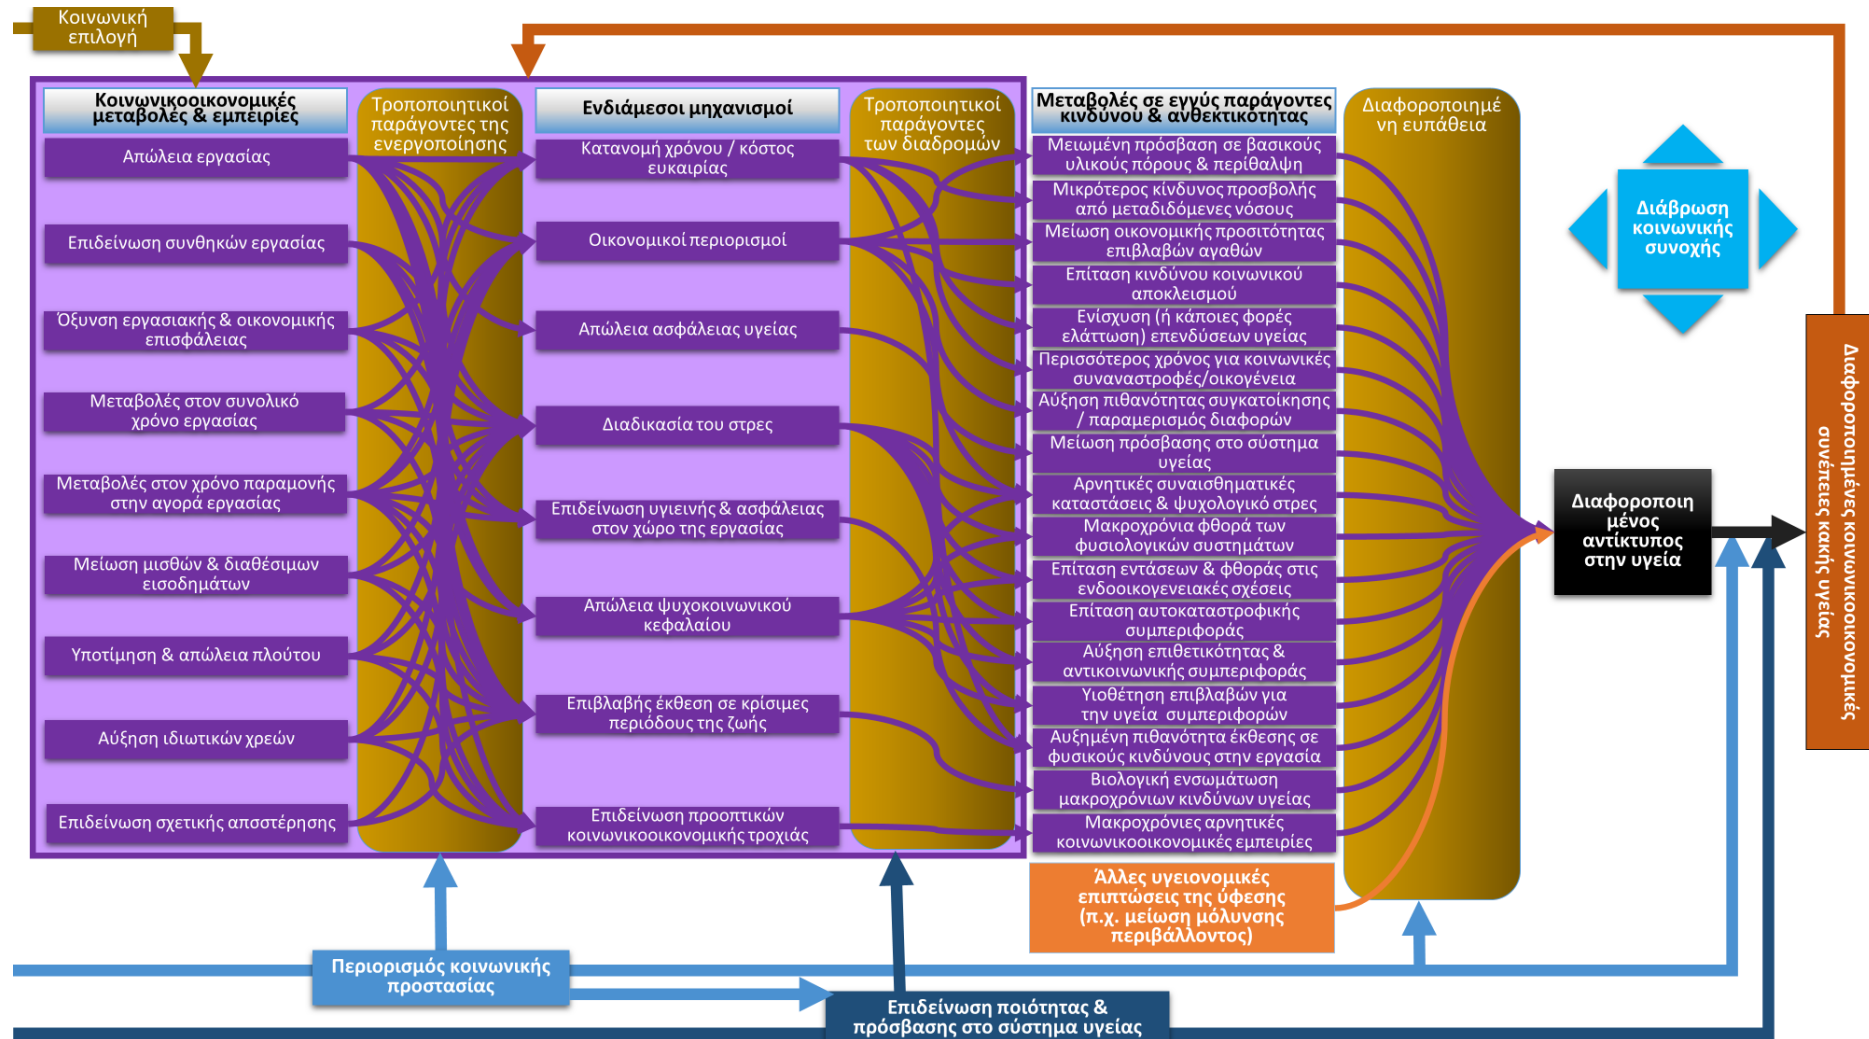 Κοινωνική
επιλογή
Κοινωνικοοικονομικές
μεταβολές & εμπειρίες
Απώλεια εργασίας
Επιδείνωση συνθηκών εργασίας
Όξυνση εργασιακής & οικονομικής
επισφάλειας
Μεταβολές στον συνολικό
χρόνο εργασίας
Μεταβολές στον χρόνο παραμονής
στην αγορά εργασίας
Μείωση μισθών & διαθέσιμων
εισοδημάτων
Υποτίμηση & απώλεια πλούτου
Αύξηση ιδιωτικών χρεών
Επιδείνωση σχετικής αποστέρησης
Τροποποιητικοί
παράγοντες της
ενεργοποίησης
Ενδιάμεσοι μηχανισμοί
Κατανομή χρόνου / κόστος
ευκαιρίας
Οικονομικοί περιορισμοί
Απώλεια ασφάλειας υγείας
Διαδικασία του στρες
Επιδείνωση υγιεινής & ασφάλειας
στον χώρο της εργασίας
Απώλεια ψυχοκοινωνικού
κεφαλαίου
Επιβλαβής έκθεση σε κρίσιμες
περιόδους της ζωής
Επιδείνωση προοπτικών
κοινωνικοοικονομικής τροχιάς
Τροποποιητικοί
παράγοντες
των διαδρομών
Μεταβολές σε εγγύς παράγοντες
κινδύνου & ανθεκτικότητας
Μειωμένη πρόσβαση σε βασικούς
υλικούς πόρους & περίθαλψη
Μικρότερος κίνδυνος προσβολής
από μεταδιδόμενες νόσους
Μείωση οικονομικής προσιτότητας
επιβλαβών αγαθών
Επίταση κινδύνου κοινωνικού
αποκλεισμού
Ενίσχυση (ή κάποιες φορές
ελάττωση) επενδύσεων υγείας
Περισσότερος χρόνος για κοινωνικές
συναναστροφές/οικογένεια
Αύξηση πιθανότητας συγκατοίκησης
/ παραμερισμός διαφορών
Μείωση πρόσβασης στο σύστημα
υγείας
Αρνητικές συναισθηματικές
καταστάσεις & ψυχολογικό στρες
Μακροχρόνια φθορά των
φυσιολογικών συστημάτων
Επίταση εντάσεων & φθοράς στις
ενδοοικογενειακές σχέσεις
Επίταση αυτοκαταστροφικής
συμπεριφοράς
Αύξηση επιθετικότητας &
αντικοινωνικής συμπεριφοράς
Υιοθέτηση επιβλαβών για
την υγεία συμπεριφορών
Αυξημένη πιθανότητα έκθεσης σε
φυσικούς κινδύνους στην εργασία
Βιολογική ενσωμάτωση
μακροχρόνιων κινδύνων υγείας
Μακροχρόνιες αρνητικές
κοινωνικοοικονομικές εμπειρίες
Άλλες υγειονομικές
επιπτώσεις της ύφεσης
(π.χ. μείωση μόλυνσης
περιβάλλοντος)
Διαφοροποιημέ
νη ευπάθεια
Διάβρωση
κοινωνικής
συνοχής
Διαφοροποιη
μένος
αντίκτυπος
στην υγεία
Διαφοροποιημένες κοινωνικοοικονομικές
συνέπειες κακής υγείας
Περιορισμός κοινωνικής
προστασίας
Επιδείνωση ποιότητας &
πρόσβασης στο σύστημα υγείας